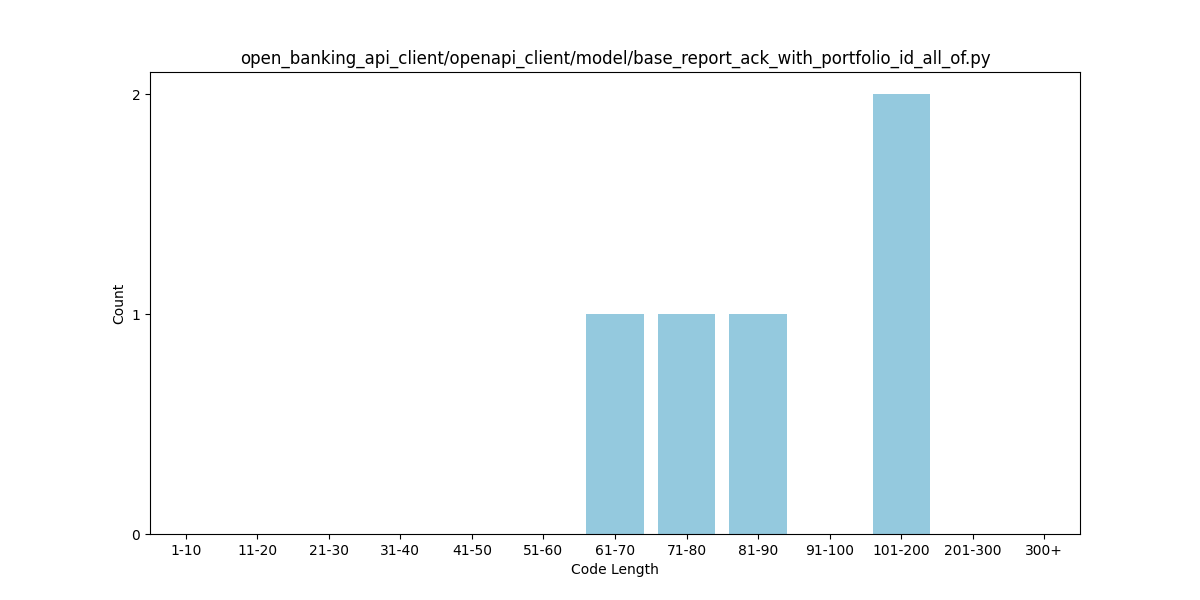 open_banking_api_client/openapi_client/model/base_report_ack_with_portfolio_id_all_of.py
2
1
0
Count
1-10 11-20 21-30 31-40 41-50 51-60 61-70 71-80 81-90 91-100 101-200 201-300 300+
Code Length